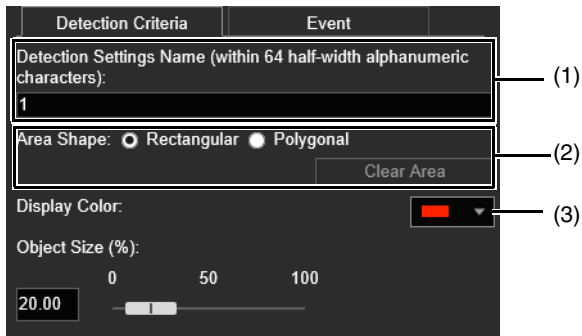 Detection Criteria Event
Detection Settings Name (within 64 half-width alphanumeric
characters):
(1)
1
Area Shape: Rectangular Polygonal
(2)
Clear Area
Display Color:
(3)
Object Size (%):
0 50 100
20.00